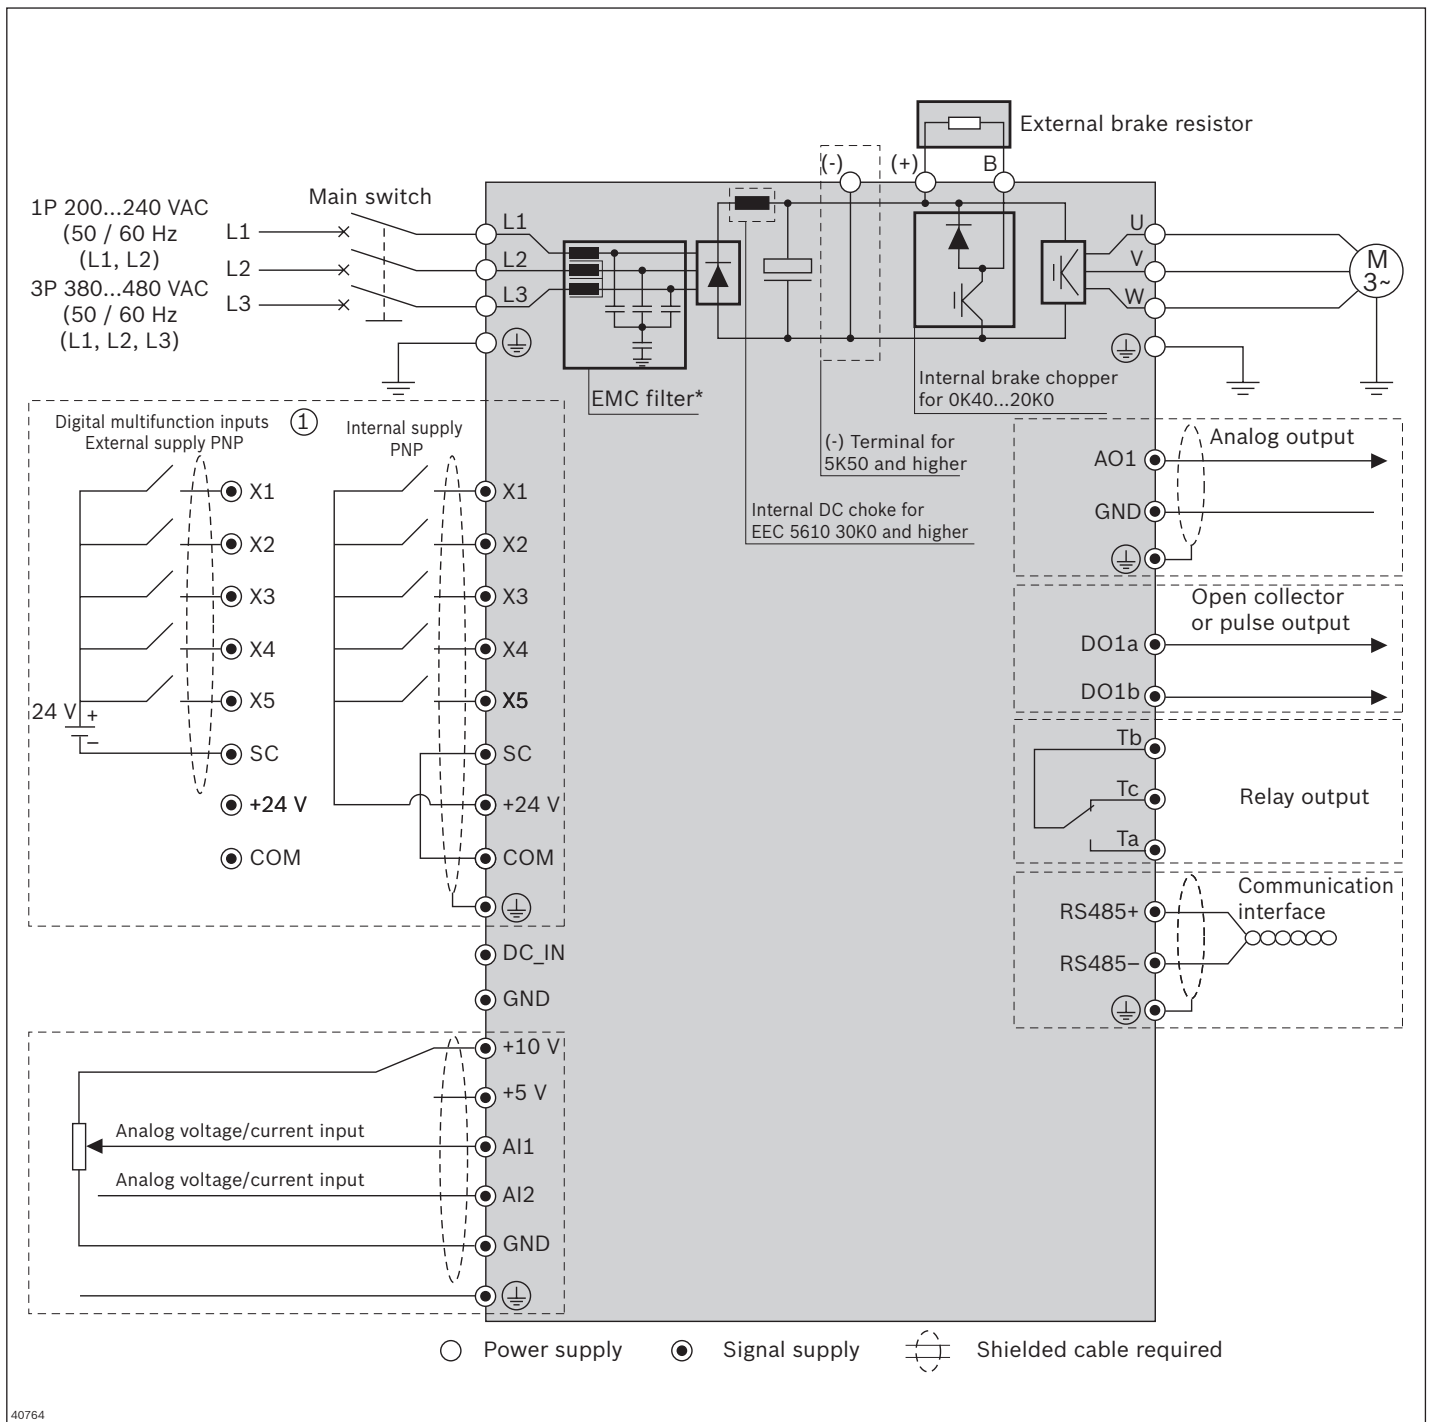 External brake resistor
(-)
(+)
B
1P 200...240 VAC
(50 / 60 Hz
(L1, L2)
3P 380...480 VAC
(50 / 60 Hz
(L1, L2, L3)
Main switch
L1
L2
L3
L1
L2
L3
U
V
W
M
3~
EMC filter*
Internal brake chopper
for 0K40...20K0
(-) Terminal for
5K50 and higher
Internal DC choke for
EEC 5610 30K0 and higher
Digital multifunction inputs
External supply PNP
1
Internal supply
PNP
X1
X2
X3
X4
X5
24 V
+
–
SC
+24 V
COM
X1
X2
X3
X4
X5
SC
+24 V
COM
DC_IN
GND
+10 V
+5 V
Analog voltage/current input
AI1
Analog voltage/current input
AI2
GND
Analog output
AO1
GND
Open collector
or pulse output
DO1a
DO1b
Tb
Tc
Relay output
Ta
Communication
interface
RS485+
RS485–
Power supply
Signal supply
Shielded cable required
40764